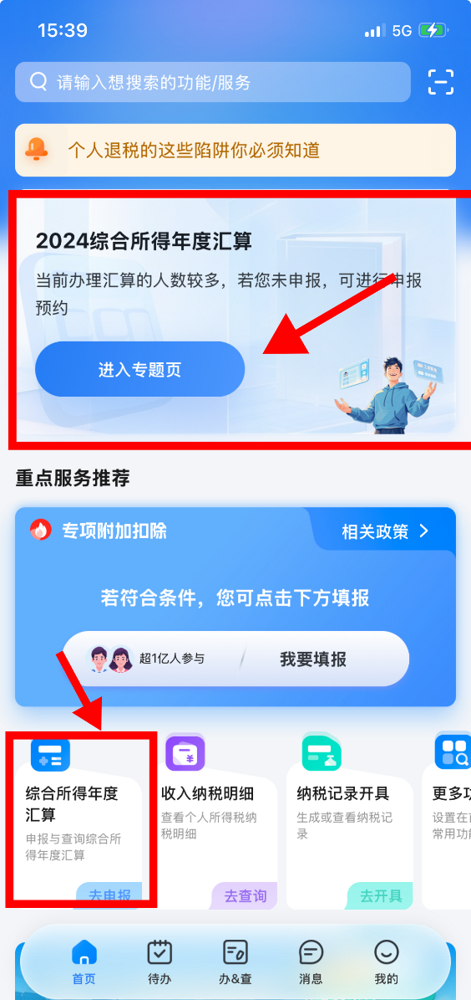 15:39
5G
请输入想搜索的功能/服务
个人退税的这些陷阱你必须知道
2024综合所得年度汇算
当前办理汇算的人数较多，若您未申报，可进行申报
预约
进入专题页
重点服务推荐
专项附加扣除
相关政策
若符合条件，您可点击下方填报
超1亿人参与
我要填报
综合所得年度
汇算
申报与查询综合所
得年度汇算
去申报
收入纳税明细
查看个人所得税纳
税明细
去查询
纳税记录开具
生成或查看纳税记
录
去开具
更多
设置在
常用功
首页
待办
办&查
消息
我的